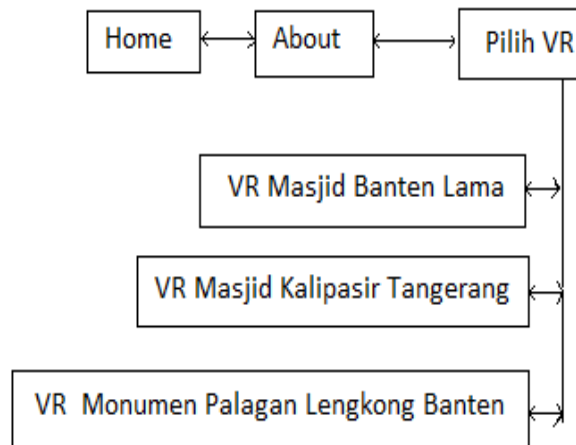 Home
About
Pilih VR
VR Masjid Banten Lama
VR Masjid Kalipasir Tangerang
VR Monumen Palagan Lengkong Banten